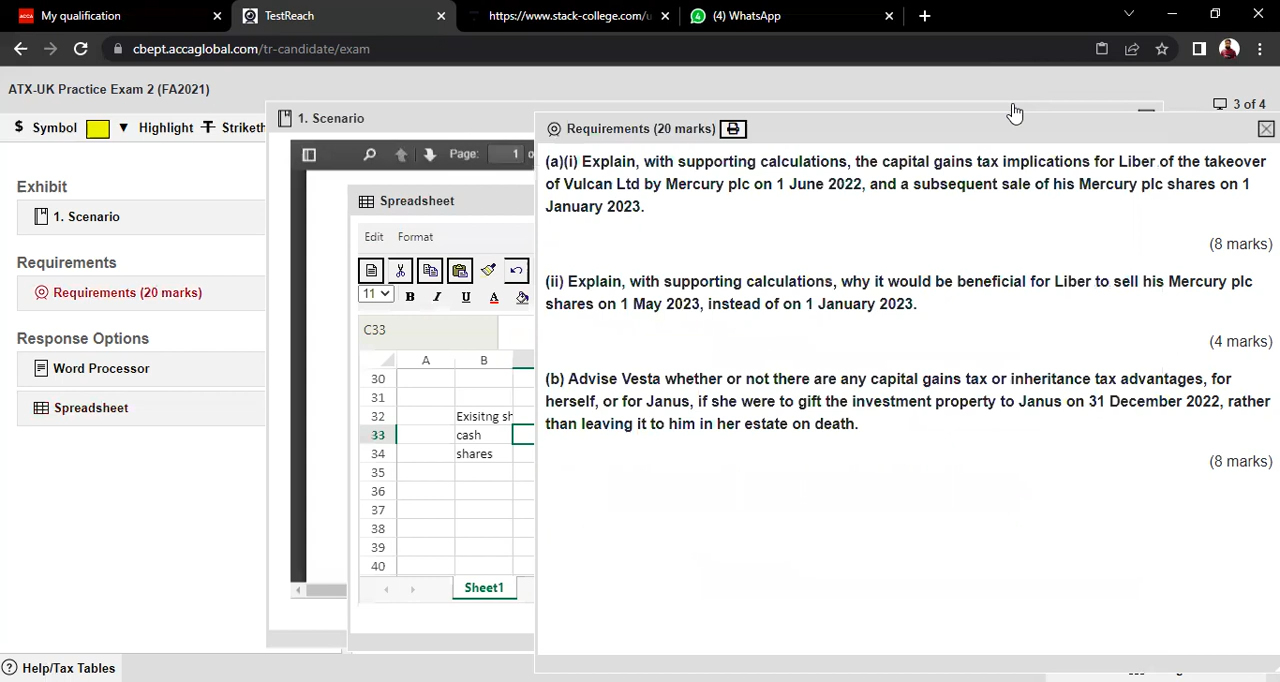 My qualification
TestReach
https://www.stack-college.com/u
(4) WhatsApp
cbept.accaglobal.com/tr-candidate/exam
ATX-UK Practice Exam 2 (FA2021)
3 of 4
$ Symbol
Highlight
T Striketh
1. Scenario
Requirements (20 marks)
Page: 1 o
Exhibit
1. Scenario
Requirements
Requirements (20 marks)
Response Options
Word Processor
Spreadsheet
Spreadsheet
Edit Format
11 B I U A
C33
A B
30
31
32 Exisitng sh
33 cash
34 shares
35
36
37
38
39
40
Sheet1
(a)(i) Explain, with supporting calculations, the capital gains tax implications for Liber of the takeover
of Vulcan Ltd by Mercury plc on 1 June 2022, and a subsequent sale of his Mercury plc shares on 1
January 2023.
(8 marks)
(ii) Explain, with supporting calculations, why it would be beneficial for Liber to sell his Mercury plc
shares on 1 May 2023, instead of on 1 January 2023.
(4 marks)
(b) Advise Vesta whether or not there are any capital gains tax or inheritance tax advantages, for
herself, or for Janus, if she were to gift the investment property to Janus on 31 December 2022, rather
than leaving it to him in her estate on death.
(8 marks)
Help/Tax Tables